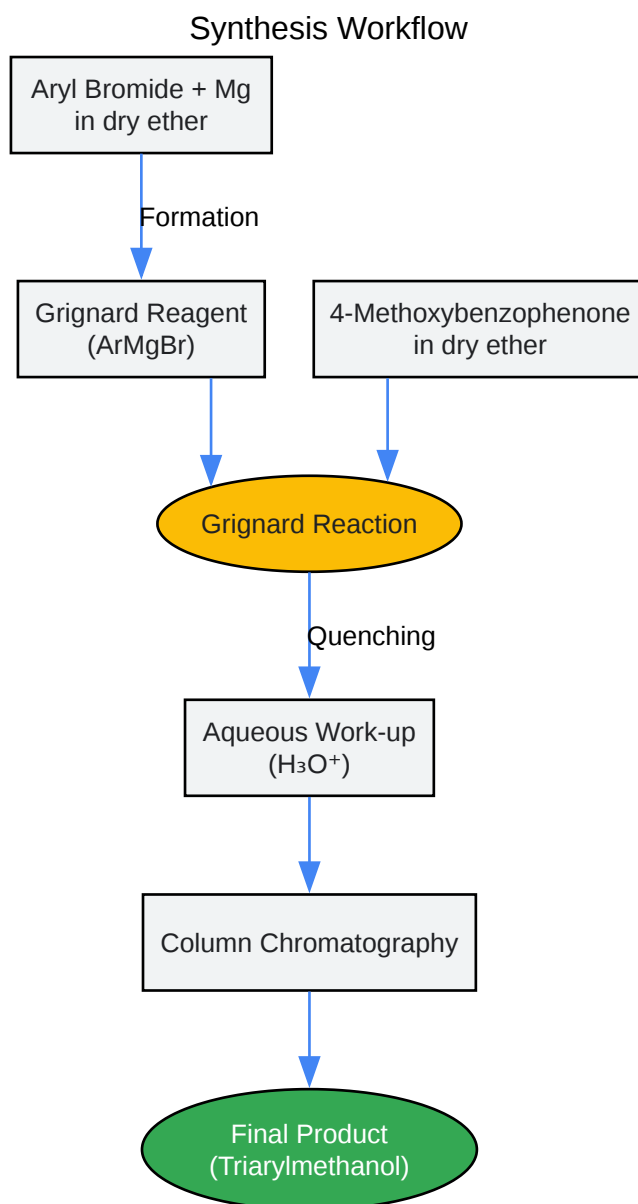 Synthesis Workflow
Aryl Bromide + Mg
in dry ether
Formation
Grignard Reagent
(ArMgBr)
4-Methoxybenzophenone
in dry ether
Grignard Reaction
Quenching
Aqueous Work-up
(H₃O⁺)
Column Chromatography
Final Product
(Triarylmethanol)